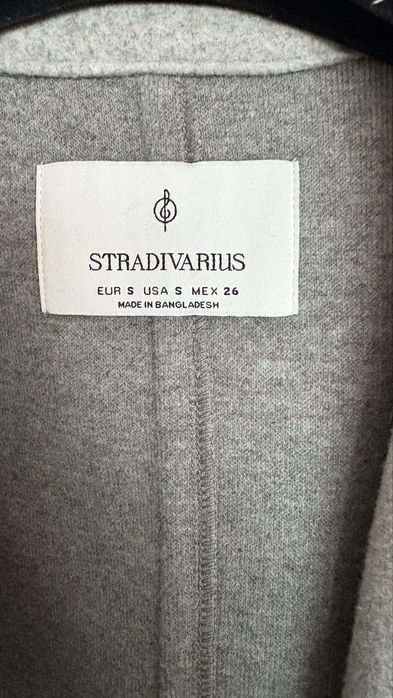 STRADIVARIUS
EUR S USA S MEX 26
MADE IN BANGLADESH